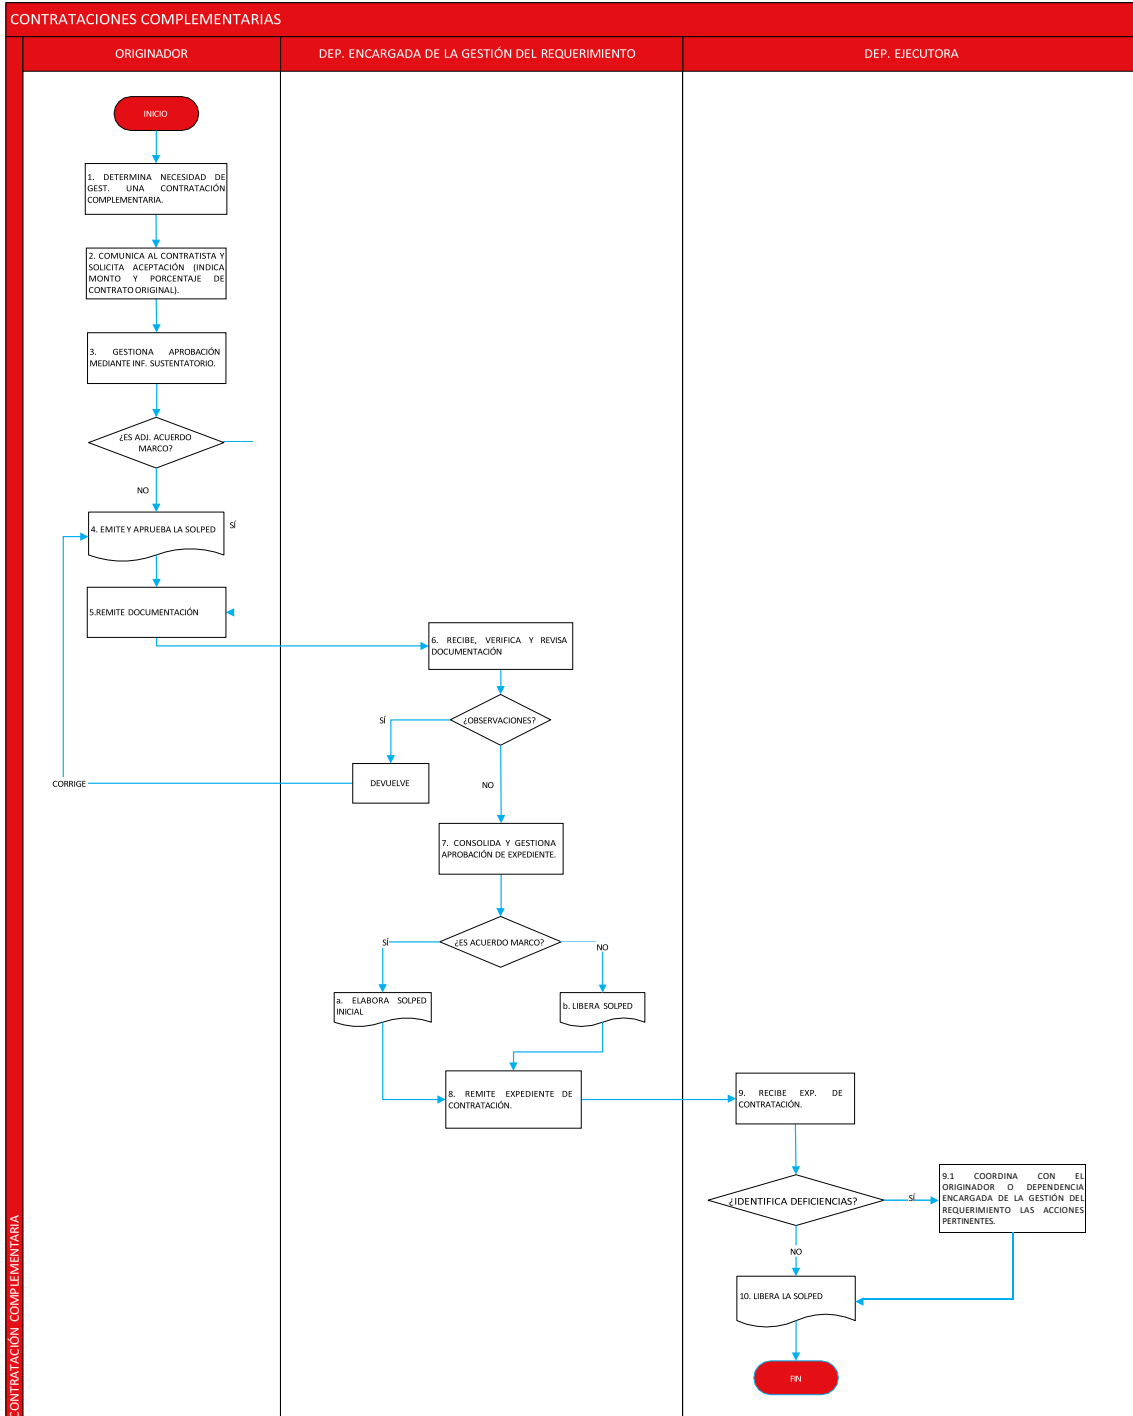 CONTRATACIONES COMPLEMENTARIAS
ORIGINADOR
DEP. ENCARGADA DE LA GESTIÓN DEL REQUERIMIENTO
DEP. EJECUTORA
INICIO
1. DETERMINA NECESIDAD DE
GEST. UNA CONTRATACIÓN
COMPLEMENTARIA.
2. COMUNICA AL CONTRATISTA Y
SOLICITA ACEPTACIÓN (INDICA
MONTO Y PORCENTAJE DE
CONTRATO ORIGINAL).
3. GESTIONA APROBACIÓN
MEDIANTE INF. SUSTENTATORIO.
¿ES ADJ. ACUERDO
MARCO?
NO
SÍ
4. EMITE Y APRUEBA LA SOLPED
5.REMITE DOCUMENTACIÓN
6. RECIBE, VERIFICA Y REVISA
DOCUMENTACIÓN
¿OBSERVACIONES?
SÍ
DEVUELVE
CORRIGE
NO
7. CONSOLIDA Y GESTIONA
APROBACIÓN DE EXPEDIENTE.
¿ES ACUERDO MARCO?
SÍ
NO
a. ELABORA SOLPED
INICIAL
b. LIBERA SOLPED
8. REMITE EXPEDIENTE DE
CONTRATACIÓN.
9. RECIBE EXP. DE
CONTRATACIÓN.
¿IDENTIFICA DEFICIENCIAS?
SÍ
9.1 COORDINA CON EL
ORIGINADOR O DEPENDENCIA
ENCARGADA DE LA GESTIÓN DEL
REQUERIMIENTO LAS ACCIONES
PERTINENTES.
NO
10. LIBERA LA SOLPED
FIN
CONTRATACIÓN COMPLEMENTARIA